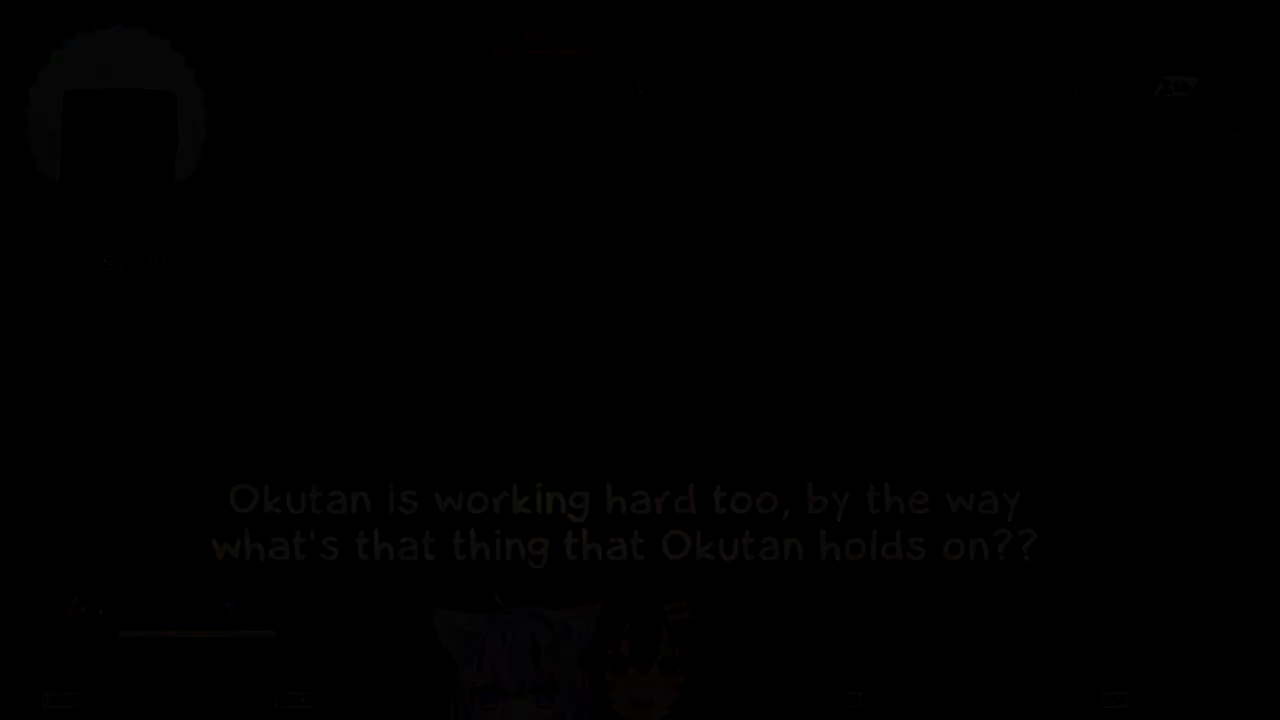 Okutan is working hard too, by the way
what's that thing that Okutan holds on??